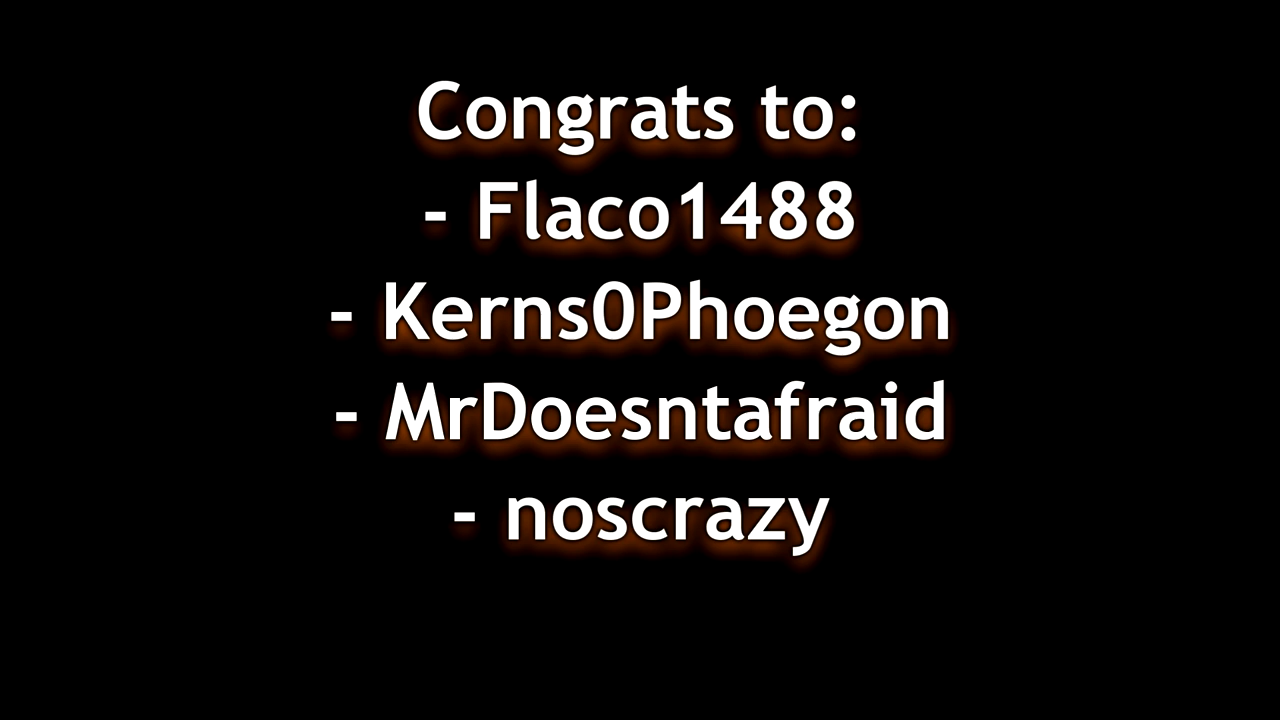 Congrats to:
- Flaco1488
- Kerns0Phoegon
- MrDoesntafraid
- noscrazy